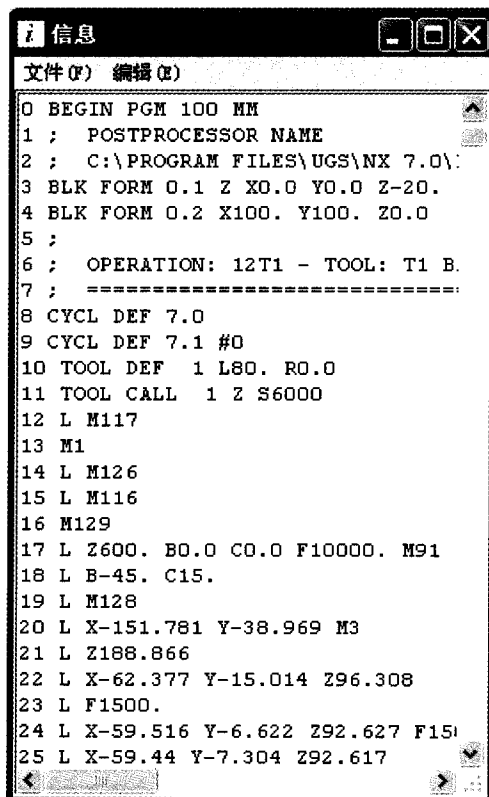 i 信息
文件(F) 编辑(E)
0 BEGIN PGM 100 MM
1 ;   POSTPROCESSOR NAME
2 ;   C:\PROGRAM FILES\UGS\NX 7.0\
3 BLK FORM 0.1 Z X0.0 Y0.0 Z-20.
4 BLK FORM 0.2 X100. Y100. Z0.0
5 ;
6 ;   OPERATION: 12T1 - TOOL: T1 B
7 ;   ============================
8 CYCL DEF 7.0
9 CYCL DEF 7.1 #0
10 TOOL DEF  1 L80. R0.0
11 TOOL CALL  1 Z S6000
12 L M117
13 M1
14 L M126
15 L M116
16 M129
17 L Z600. B0.0 C0.0 F10000. M91
18 L B-45. C15.
19 L M128
20 L X-151.781 Y-38.969 M3
21 L Z188.866
22 L X-62.377 Y-15.014 Z96.308
23 L F1500.
24 L X-59.516 Y-6.622 Z92.627 F15
25 L X-59.44 Y-7.304 Z92.617